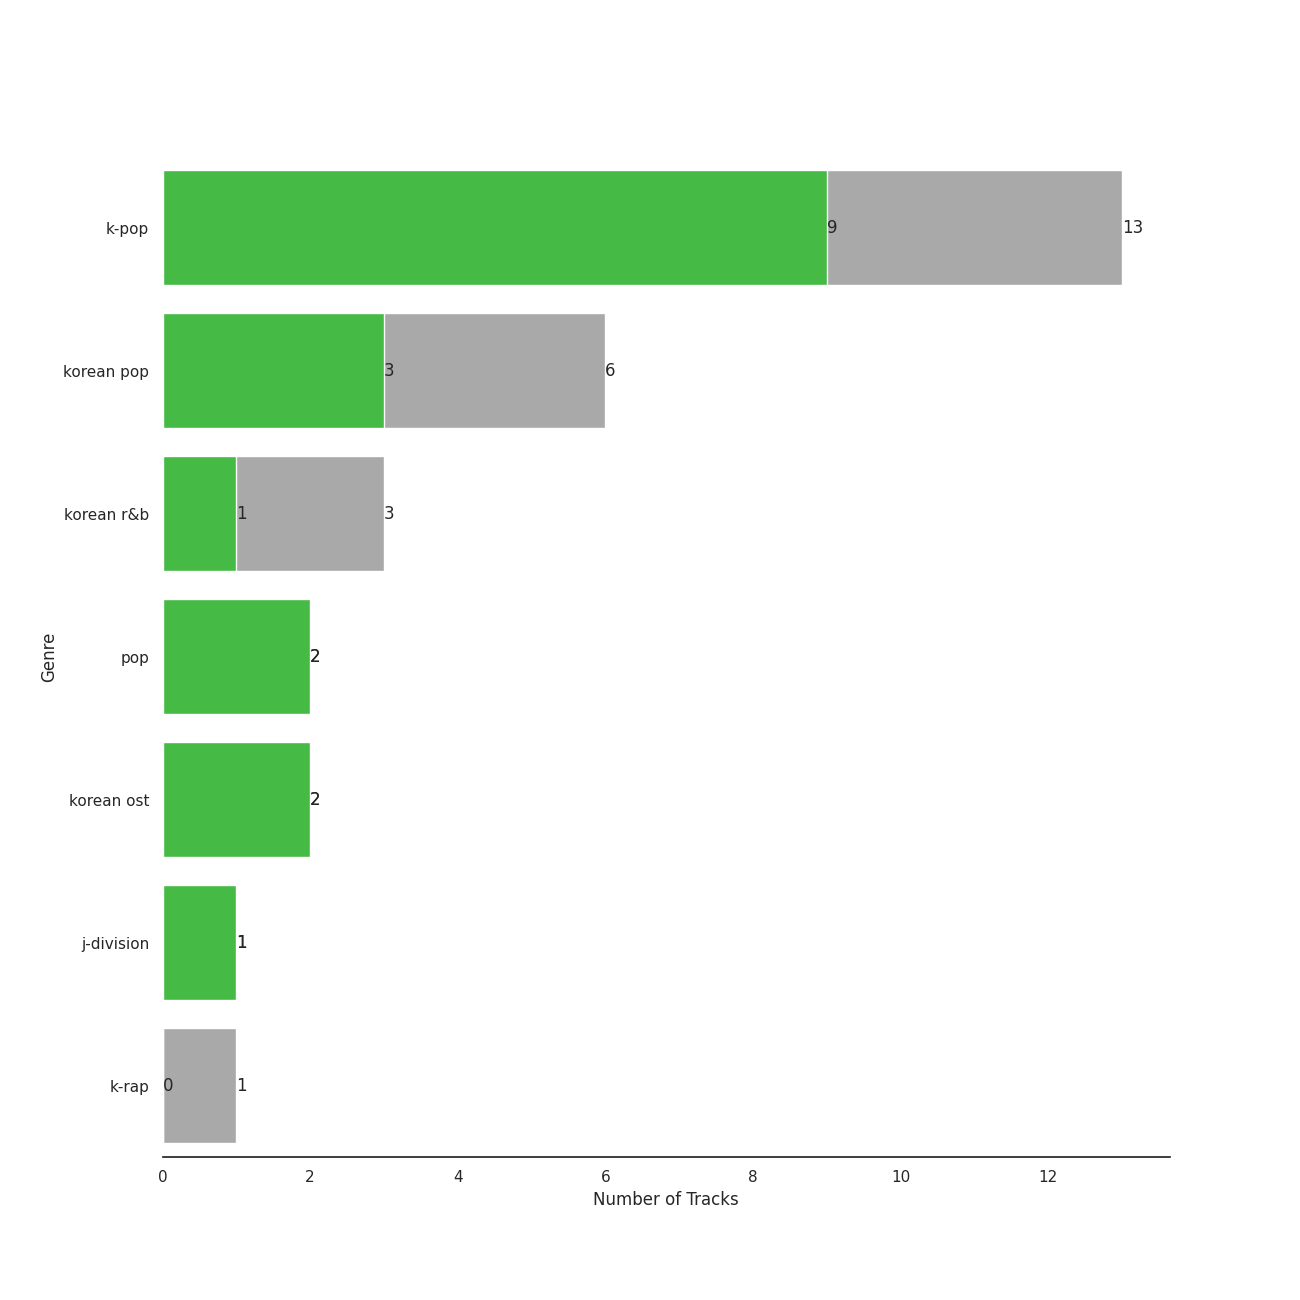 k-pop 9 13
korean pop 3 6
korean r&b 1 3
pop 2
korean ost 2
j-division 1
k-rap 0 1
Genre
0 2 4 6 8 10 12
Number of Tracks